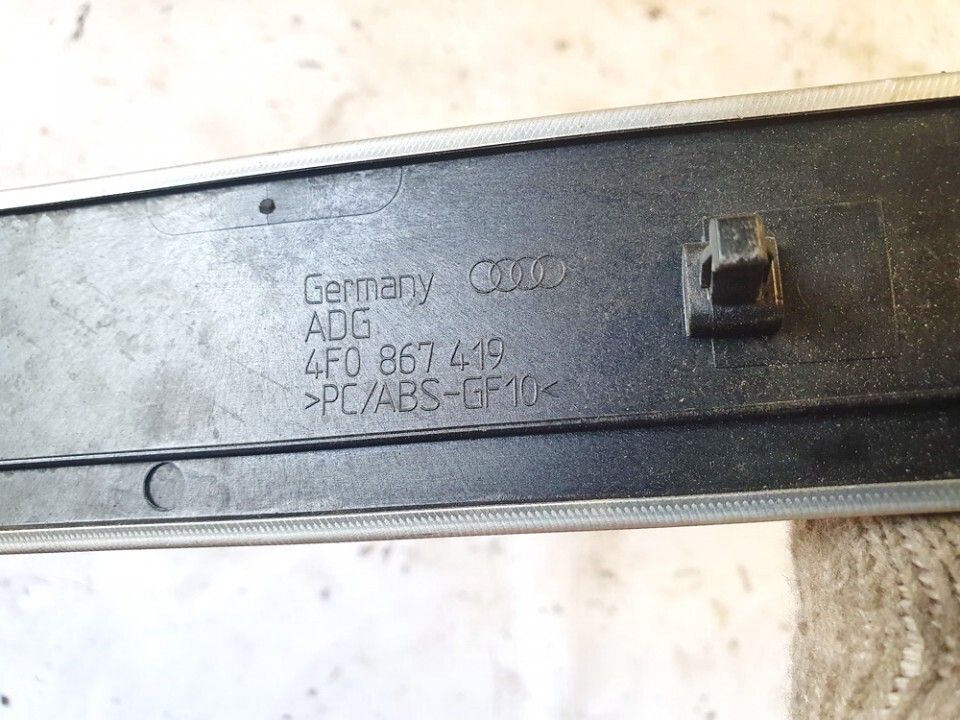 Germany
ADG
4F0 867 419
>PC/ABS-GF10<